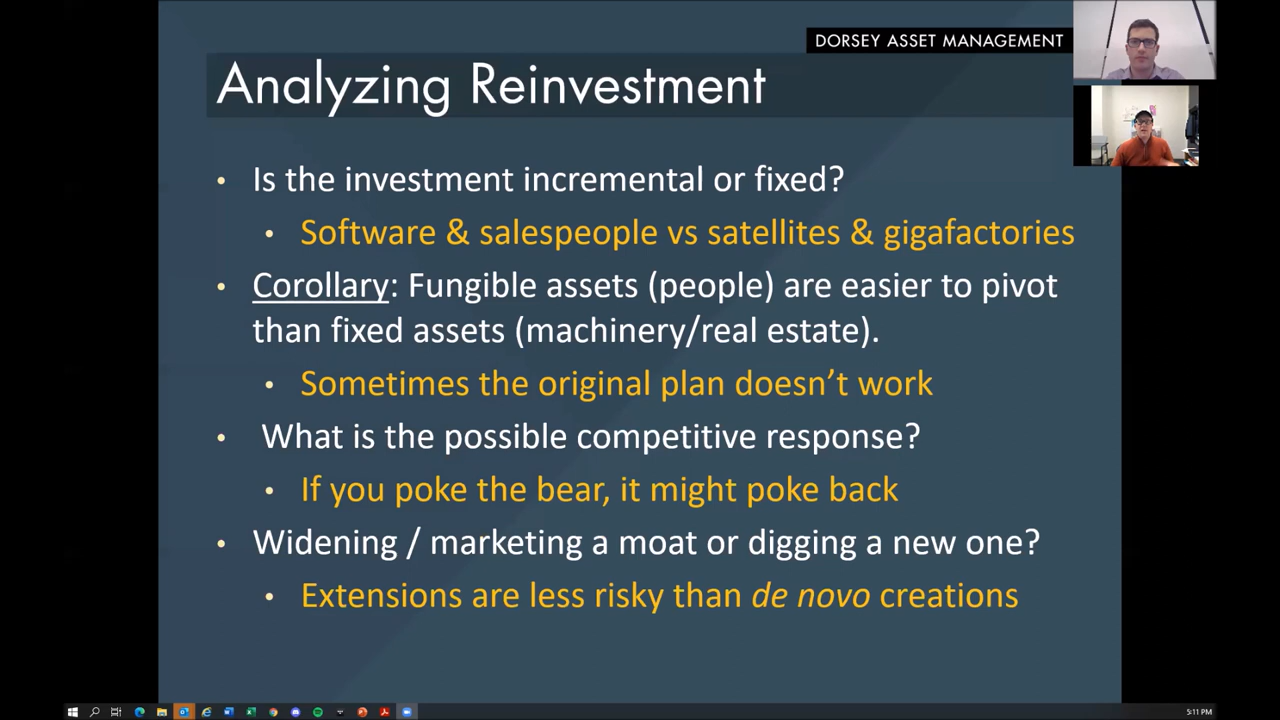 DORSEY ASSET MANAGEMENT
Analyzing Reinvestment
• Is the investment incremental or fixed?
• Software & salespeople vs satellites & gigafactories
• Corollary: Fungible assets (people) are easier to pivot
than fixed assets (machinery/real estate).
• Sometimes the original plan doesn’t work
• What is the possible competitive response?
• If you poke the bear, it might poke back
• Widening / marketing a moat or digging a new one?
• Extensions are less risky than de novo creations
5:11 PM